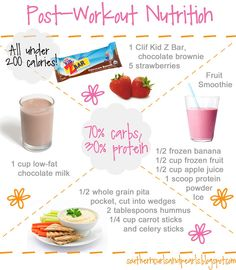 Post-Workout Nutrition
All under
200 calories!
1 Clif Kid Z Bar,
chocolate brownie
5 strawberries
Fruit
Smoothie
70% carbs,
30% protein
1 cup low-fat
chocolate milk
1/2 frozen banana
1/2 cup frozen fruit
1/2 cup apple juice
1 scoop protein
powder
Ice
1/2 whole grain pita
pocket, cut into wedges
2 tablespoons hummus
1/4 cup carrot sticks
and celery sticks